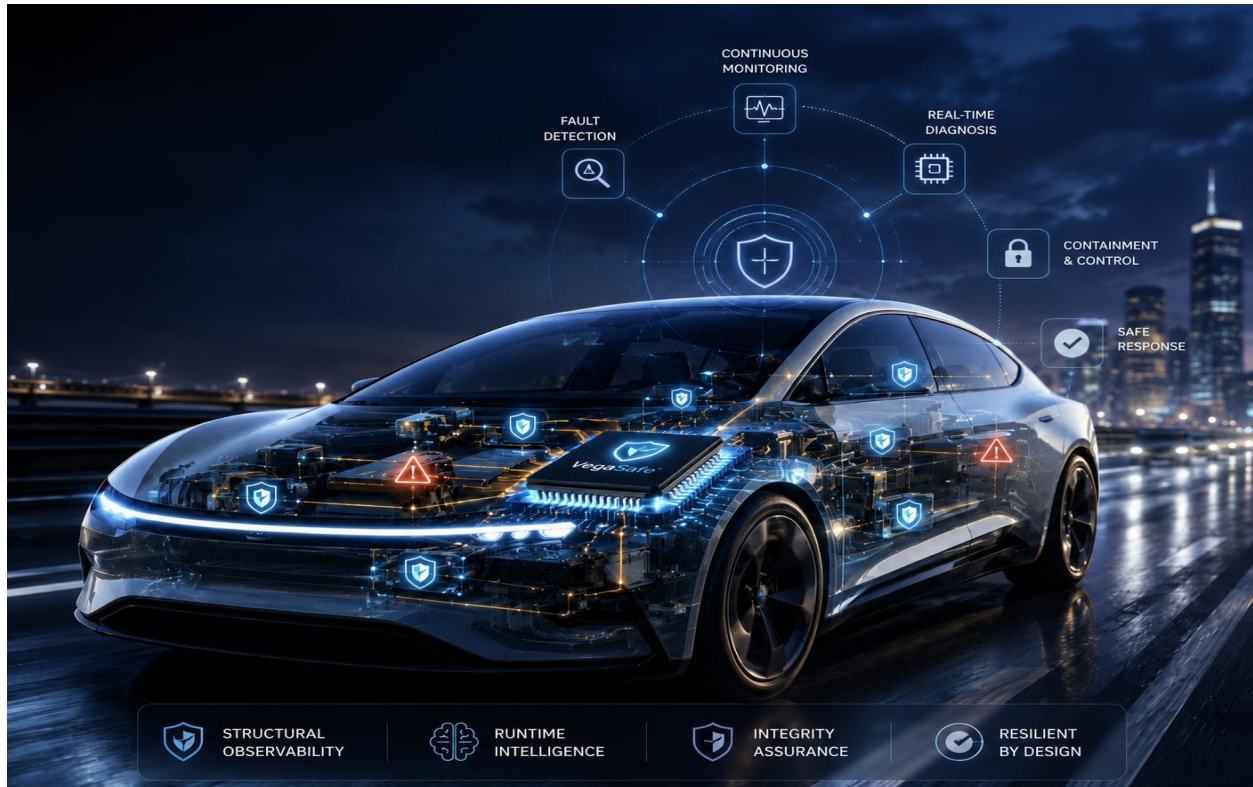 CONTINUOUS
MONITORING
FAULT
DETECTION
REAL-TIME
DIAGNOSIS
CONTAINMENT
& CONTROL
SAFE
RESPONSE
VegaSafe
STRUCTURAL
OBSERVABILITY
RUNTIME
INTELLIGENCE
INTEGRITY
ASSURANCE
RESILIENT
BY DESIGN